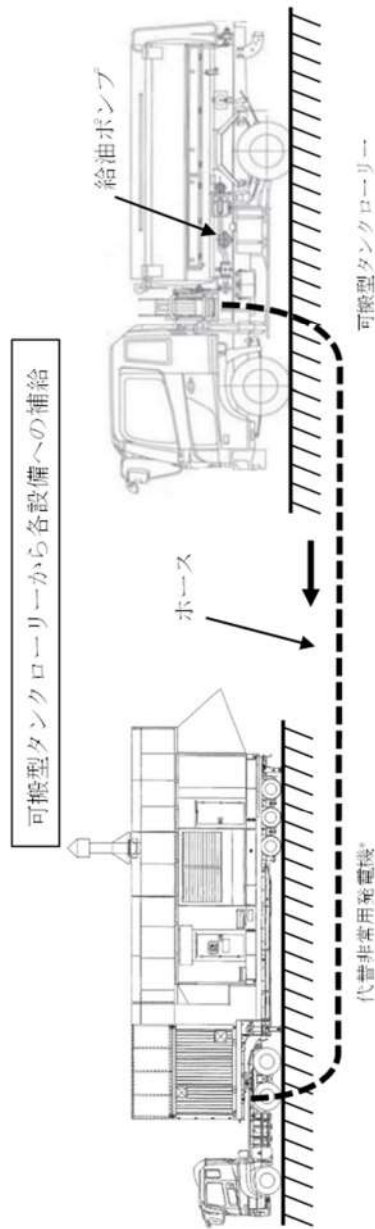 可搬型タンクローリーから各設備への補給
給油ポンプ
ホース
可搬型タンクローリー
代替非常用発電機*